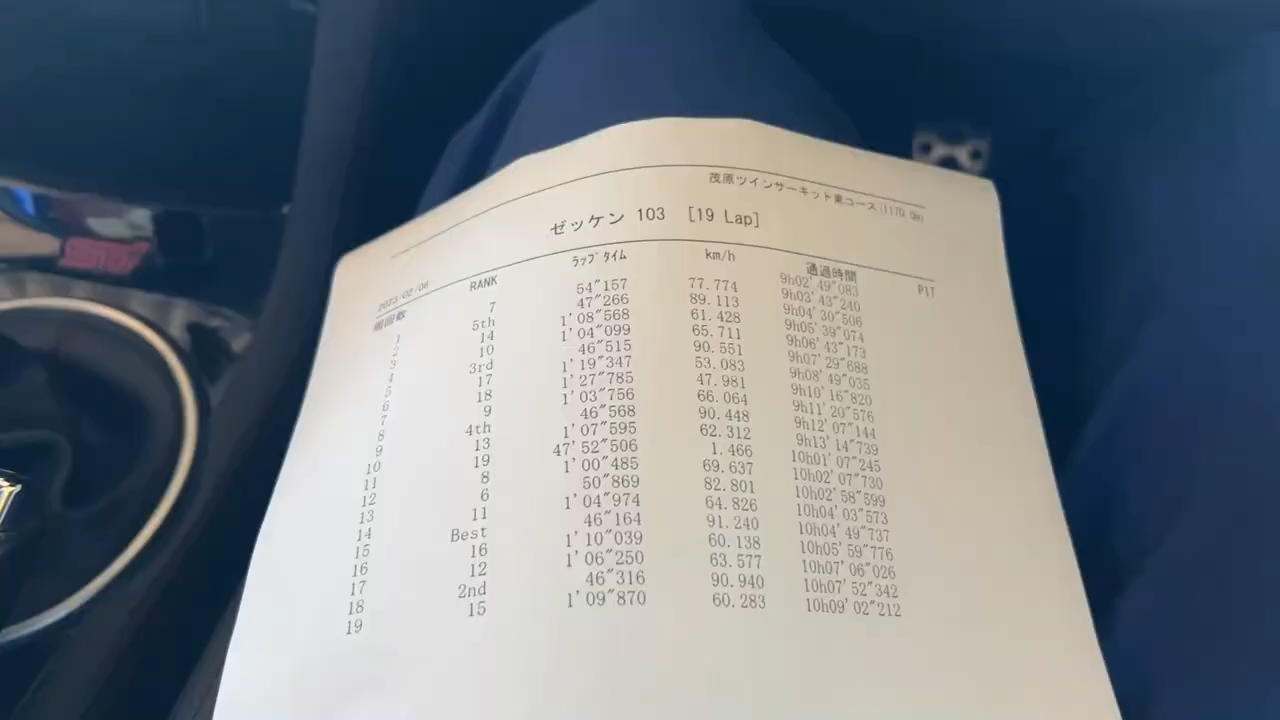 茂原ツインサーキット東コース(1170.0m)
ゼッケン 103 [19 Lap]
2023/02/06
周回数 RANK ラップタイム km/h 通過時間 PIT
9h02'49"083
1 7 54"157 77.774 9h03'43"240
2 5th 47"266 89.113 9h04'30"506
3 14 1'08"568 61.428 9h05'39"074
4 10 1'04"099 65.711 9h06'43"173
5 3rd 46"515 90.551 9h07'29"688
6 17 1'19"347 53.083 9h08'49"035
7 18 1'27"785 47.981 9h10'16"820
8 9 1'03"756 66.064 9h11'20"576
9 4th 46"568 90.448 9h12'07"144
10 13 1'07"595 62.312 9h13'14"739
11 19 47'52"506 1.466 10h01'07"245
12 8 1'00"485 69.637 10h02'07"730
13 6 50"869 82.801 10h02'58"599
14 11 1'04"974 64.826 10h04'03"573
15 Best 46"164 91.240 10h04'49"737
16 16 1'10"039 60.138 10h05'59"776
17 12 1'06"250 63.577 10h07'06"026
18 2nd 46"316 90.940 10h07'52"342
19 15 1'09"870 60.283 10h09'02"212